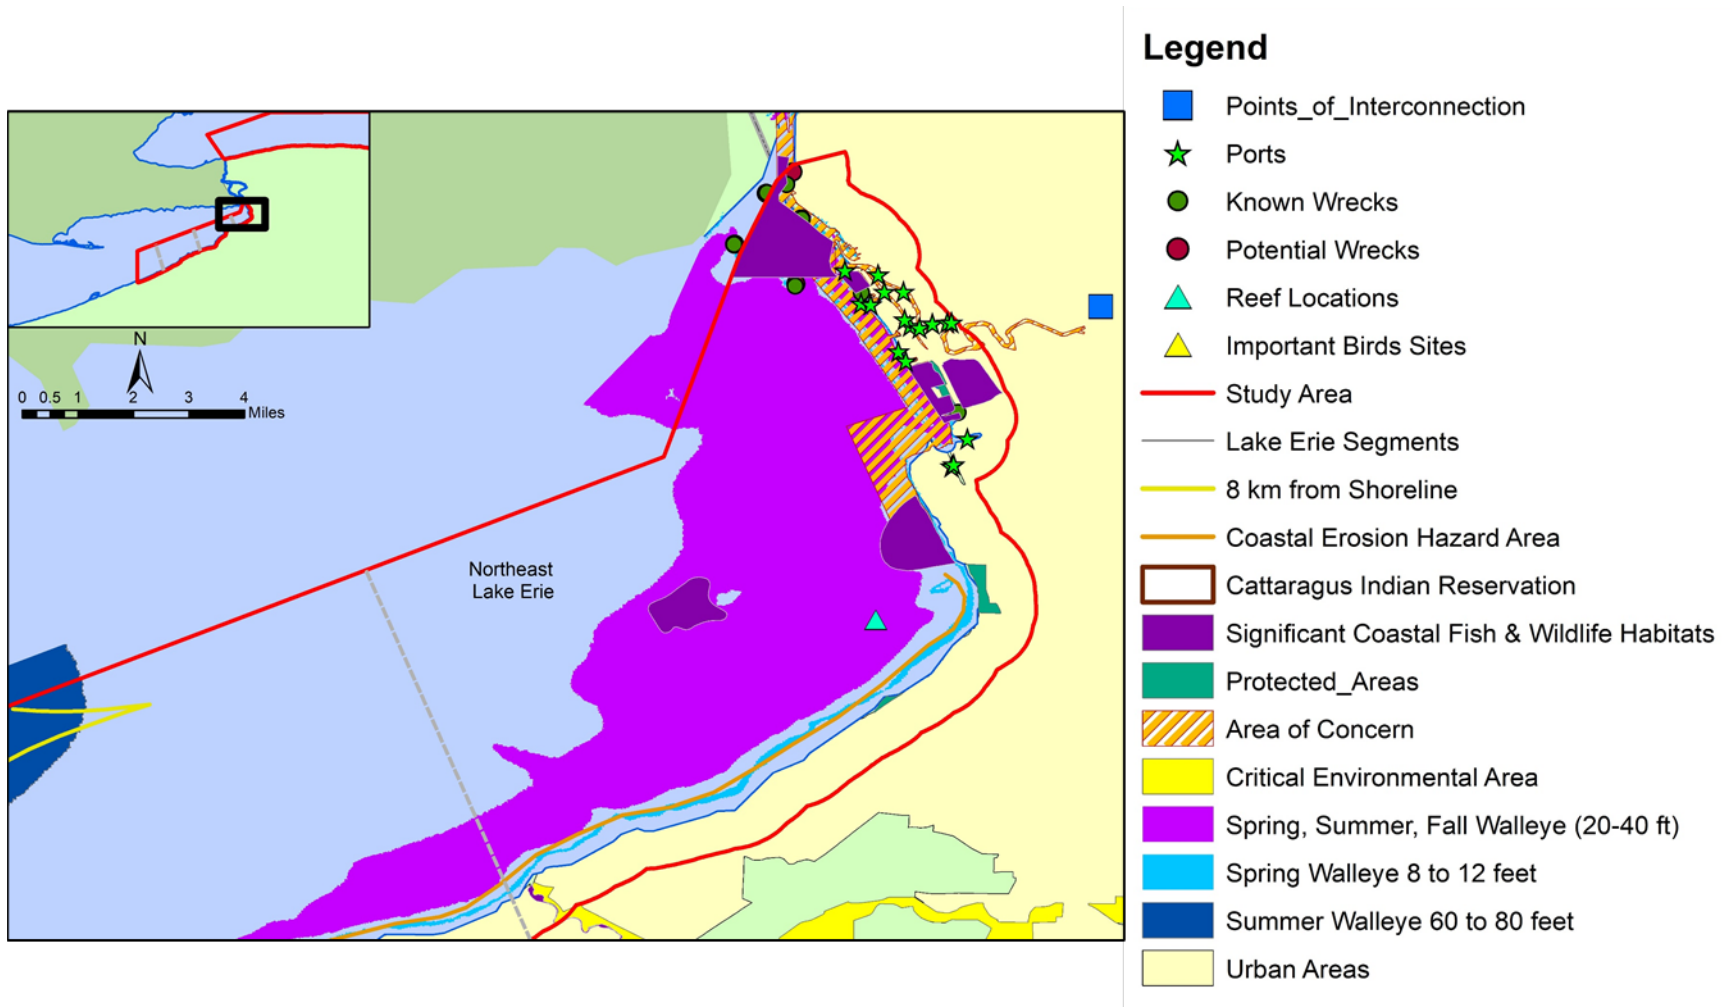 N
0 0.5 1 2 3 4
Miles
Northeast
Lake Erie
Legend
Points_of_Interconnection
Ports
Known Wrecks
Potential Wrecks
Reef Locations
Important Birds Sites
Study Area
Lake Erie Segments
8 km from Shoreline
Coastal Erosion Hazard Area
Cattaragus Indian Reservation
Significant Coastal Fish & Wildlife Habitats
Protected_Areas
Area of Concern
Critical Environmental Area
Spring, Summer, Fall Walleye (20-40 ft)
Spring Walleye 8 to 12 feet
Summer Walleye 60 to 80 feet
Urban Areas